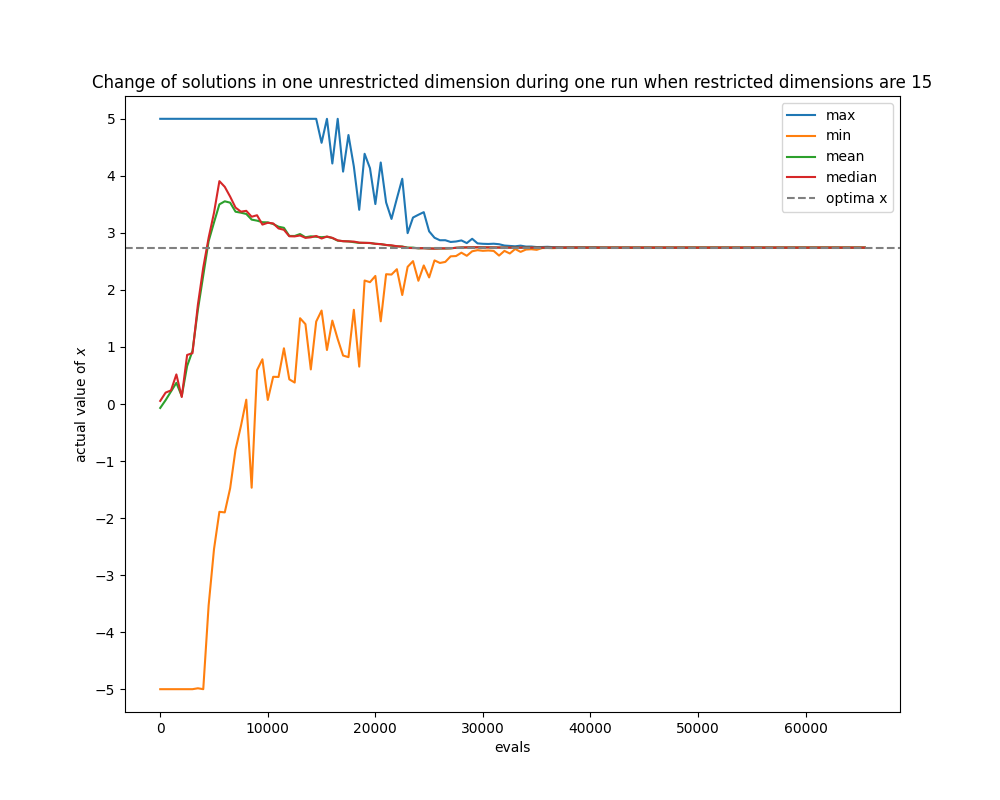 Change of solutions in one unrestricted dimension during one run when restricted dimensions are 15
max
min
mean
median
optima x
5
4
3
2
1
0
−1
−2
−3
−4
−5
actual value of x
0 10000 20000 30000 40000 50000 60000
evals